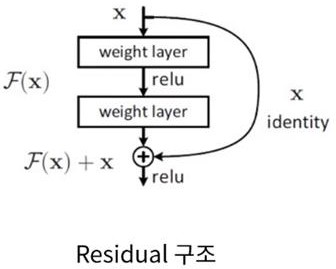 x
weight layer
F(x)
relu
x
weight layer
identity
F(x) + x
relu
Residual 구조